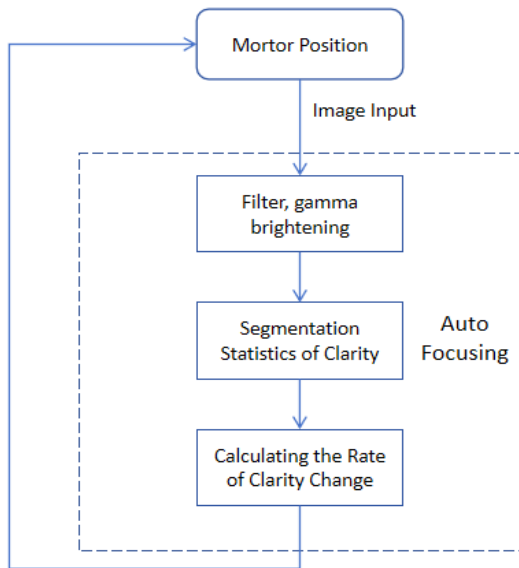 Mortor Position
Image Input
Filter, gamma
brightening
Segmentation
Statistics of Clarity
Auto
Focusing
Calculating the Rate
of Clarity Change